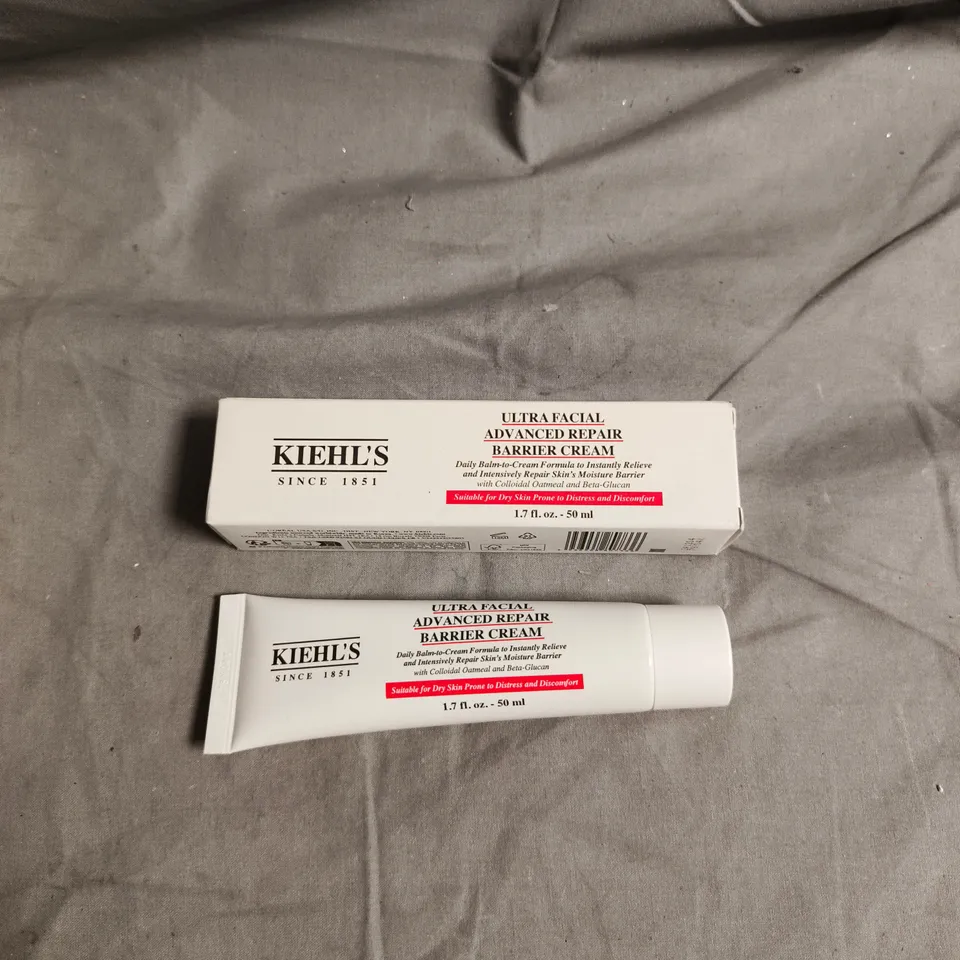 KIEHL'S
SINCE 1851
ULTRA FACIAL
ADVANCED REPAIR
BARRIER CREAM
Daily Balm-to-Cream Formula to Instantly Relieve
and Intensively Repair Skin's Moisture Barrier
with Colloidal Oatmeal and Beta-Glucan
Suitable for Dry Skin Prone to Distress and Discomfort
1.7 fl. oz. - 50 ml
KIEHL'S
SINCE 1851
ULTRA FACIAL
ADVANCED REPAIR
BARRIER CREAM
Daily Balm-to-Cream Formula to Instantly Relieve
and Intensively Repair Skin's Moisture Barrier
with Colloidal Oatmeal and Beta-Glucan
Suitable for Dry Skin Prone to Distress and Discomfort
1.7 fl. oz. - 50 ml